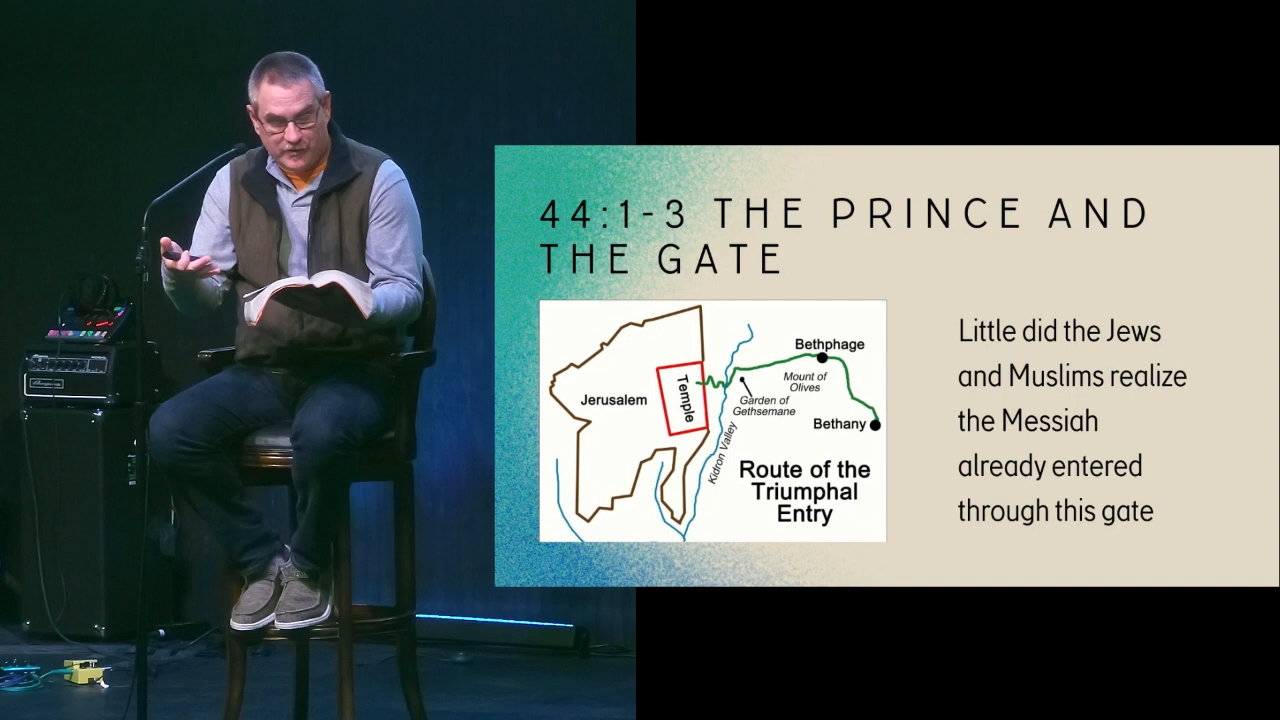 44:1-3 THE PRINCE AND
THE GATE
Bethphage
Mount of
Olives
Jerusalem
Temple
Garden of
Gethsemane
Bethany
Kidron Valley
Route of the
Triumphal
Entry
Little did the Jews
and Muslims realize
the Messiah
already entered
through this gate